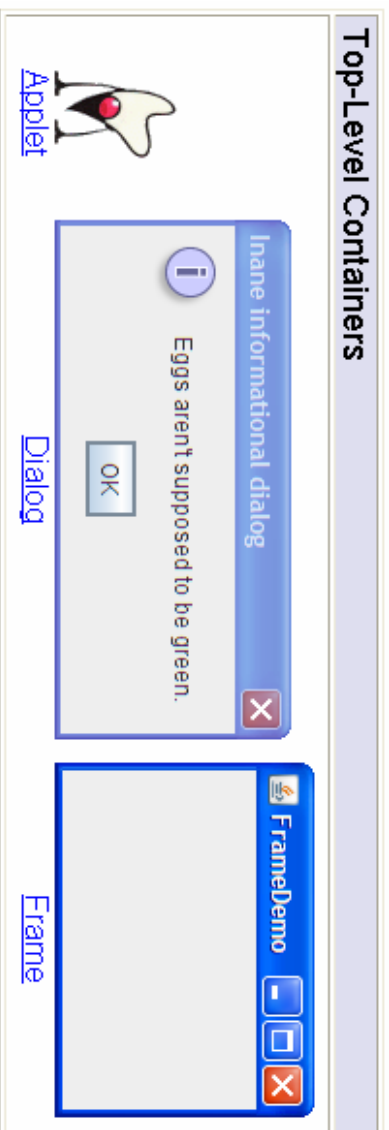 Top-Level Containers
Inane informational dialog
Eggs aren't supposed to be green.
OK
FrameDemo
Applet
Dialog
Frame